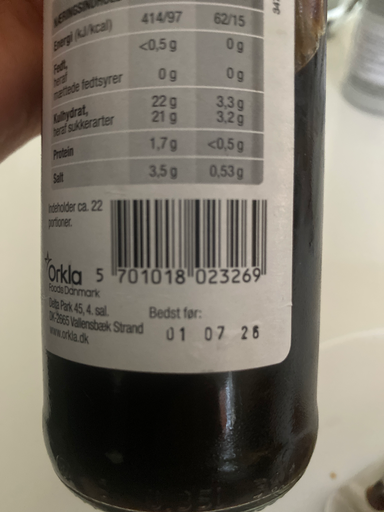 Energi (kJ/kcal) 414/97 62/15
Fedt, <0,5 g 0 g
heraf
mættede fedtsyrer 0 g 0 g
Kulhydrat, 22 g 3,3 g
heraf sukkerarter 21 g 3,2 g
Protein 1,7 g <0,5 g
Salt 3,5 g 0,53 g
Indeholder ca. 22
portioner.
Orkla
Foods Danmark
5 701018 023269
Delta Park 45, 4. sal.
DK-2665 Vallensbæk Strand
www.orkla.dk
Bedst før:
01 07 26